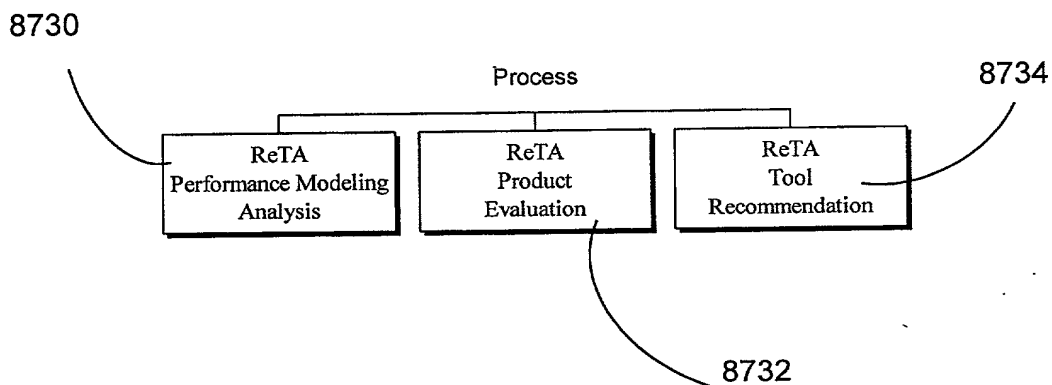 8730
Process
8734
ReTA
Performance Modeling
Analysis
ReTA
Product
Evaluation
ReTA
Tool
Recommendation
8732